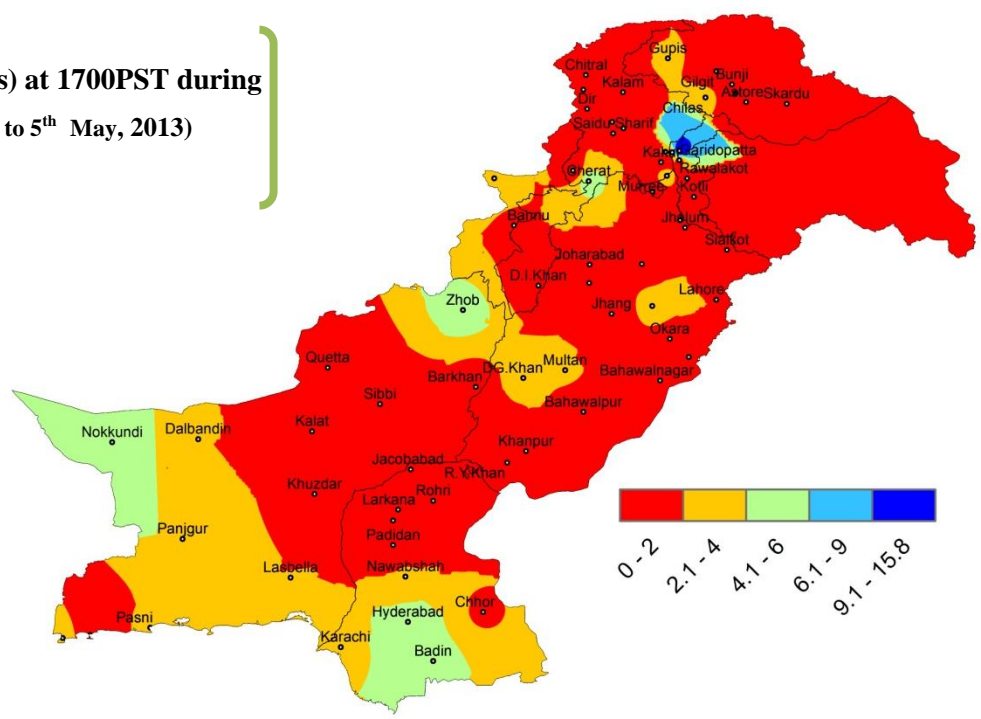 s) at 1700PST during
to 5th May, 2013)
Gupis
Chitral
Gilgit
Bunji
Kalam
Astore
Skardu
Dir
Chilas
Saidu Sharif
Garidopatta
Cherat
Rawalakot
Murree
Kotli
Bannu
Jhelum
Sialkot
Joharabad
D.I.Khan
Zhob
Jhang
Lahore
Okara
Quetta
Barkhan
DG.Khan
Multan
Bahawalnagar
Sibbi
Bahawalpur
Nokkundi
Dalbandin
Kalat
Khanpur
Jacobabad
R.Y.Khan
Khuzdar
Larkana
Rohri
Panjgur
Padidan
Lasbella
Nawabshah
Pasni
Hyderabad
Chhor
Karachi
Badin
0 - 2
2.1 - 4
4.1 - 6
6.1 - 9
9.1 - 15.8